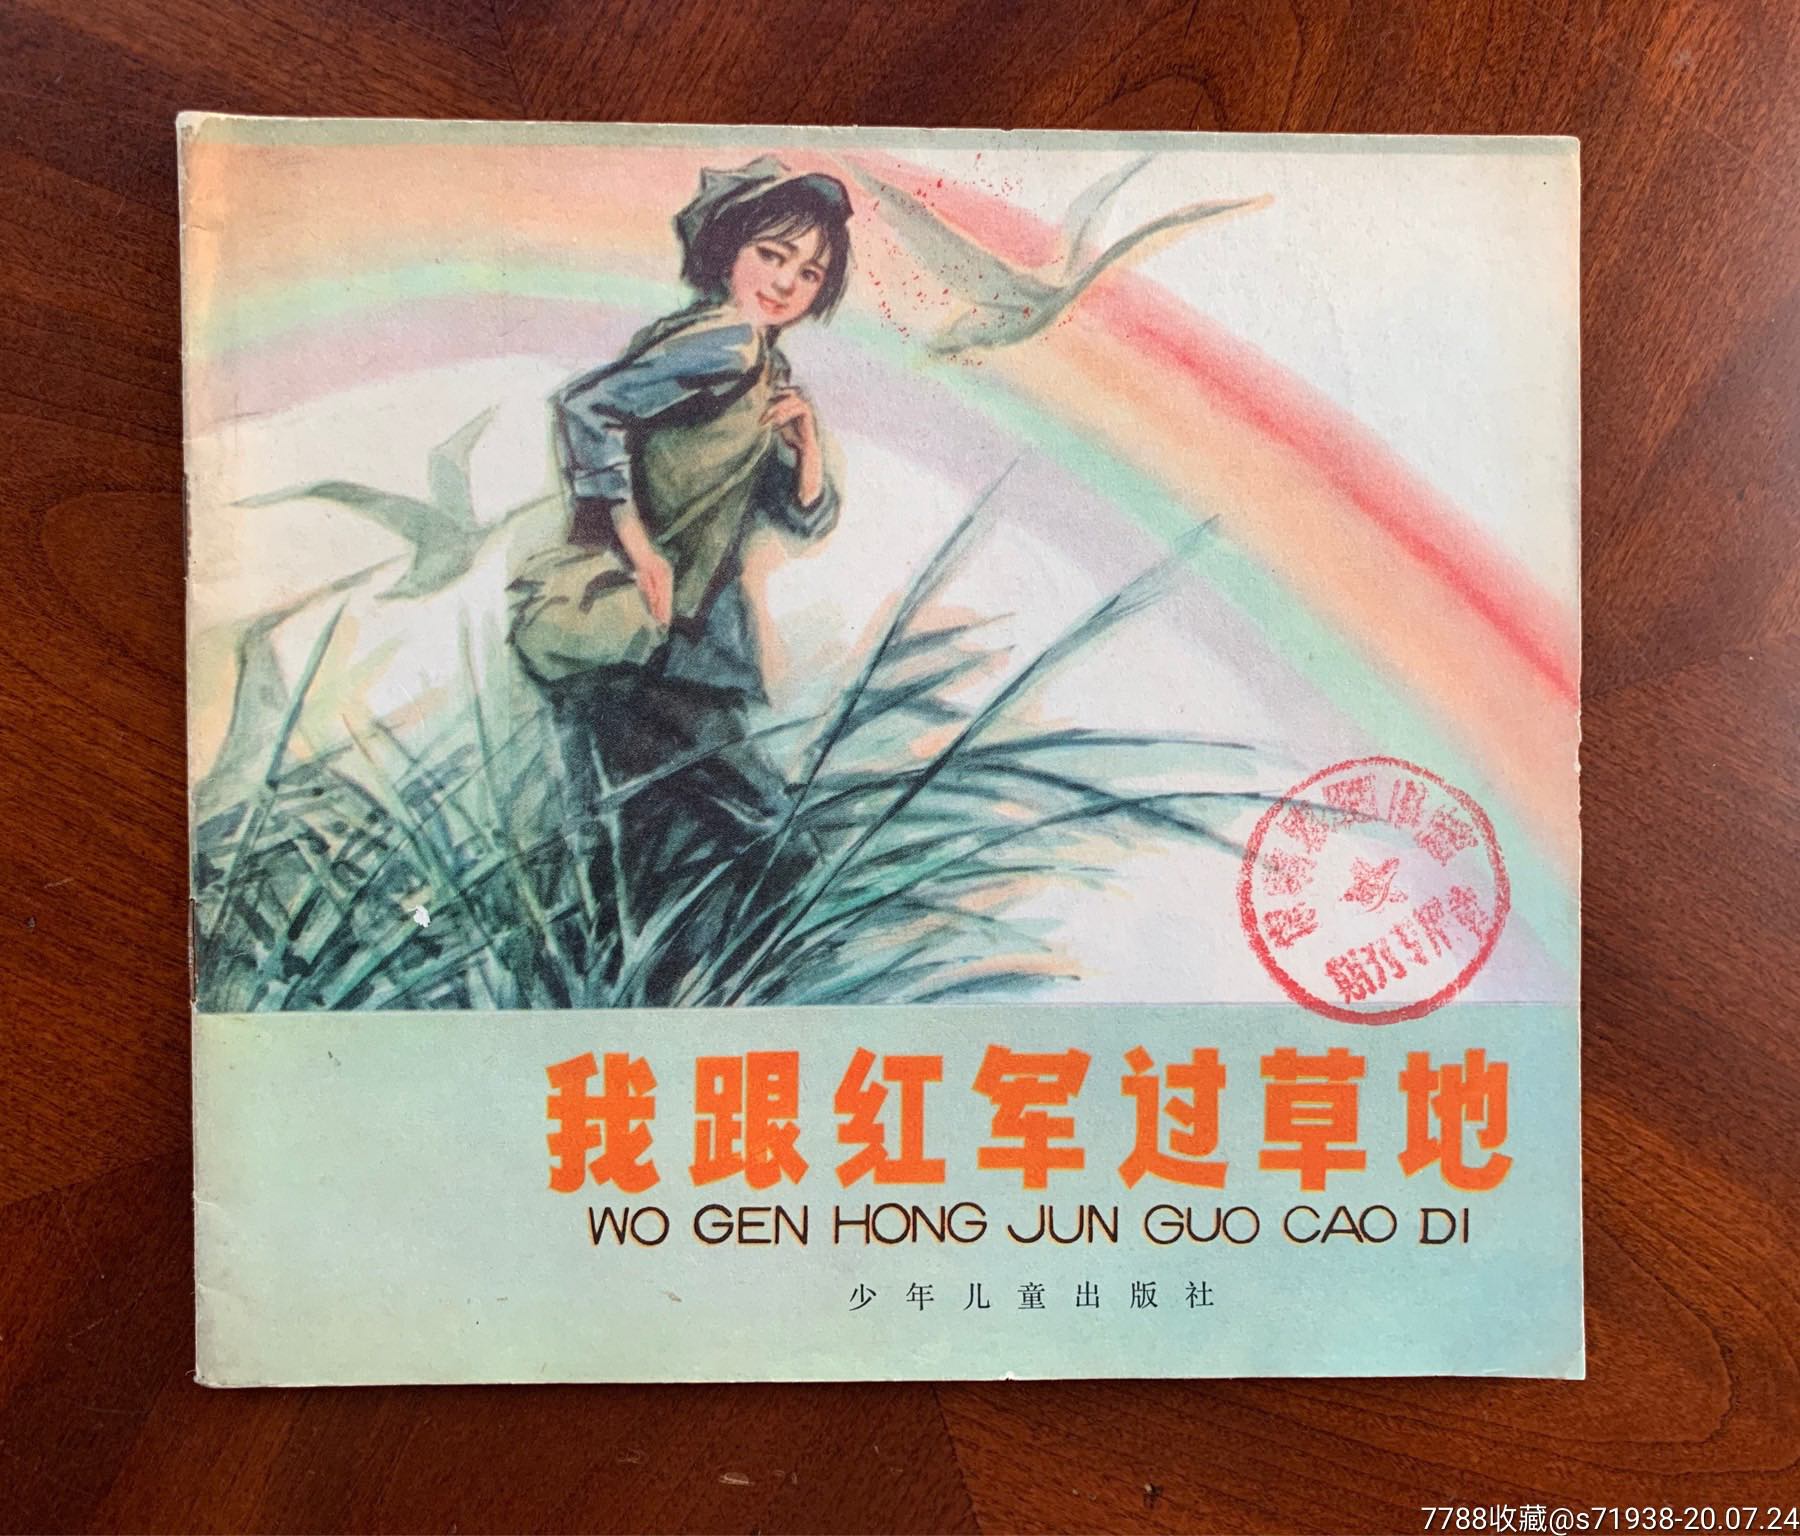 我跟红军过草地
WO GEN HONG JUN GUO CAO DI
少年儿童出版社
7788收藏@s71938-20.07.24